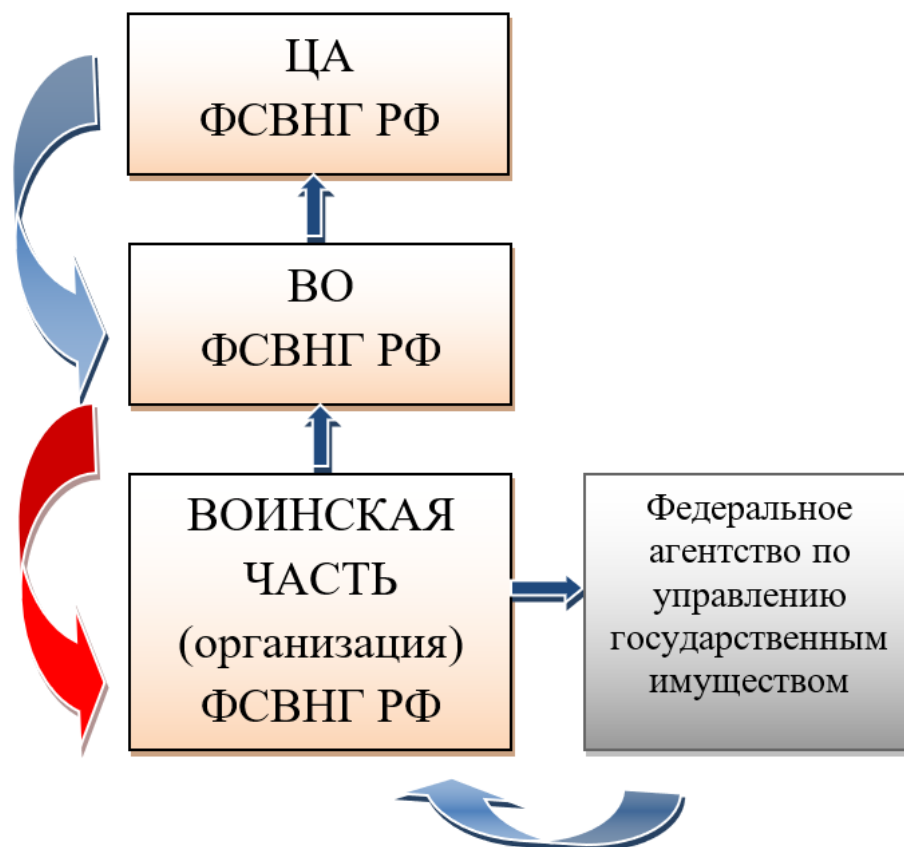 ЦА
ФСВНГ РФ
ВО
ФСВНГ РФ
ВОИНСКАЯ
ЧАСТЬ
(организация)
ФСВНГ РФ
Федеральное
агентство по
управлению
государственным
имуществом